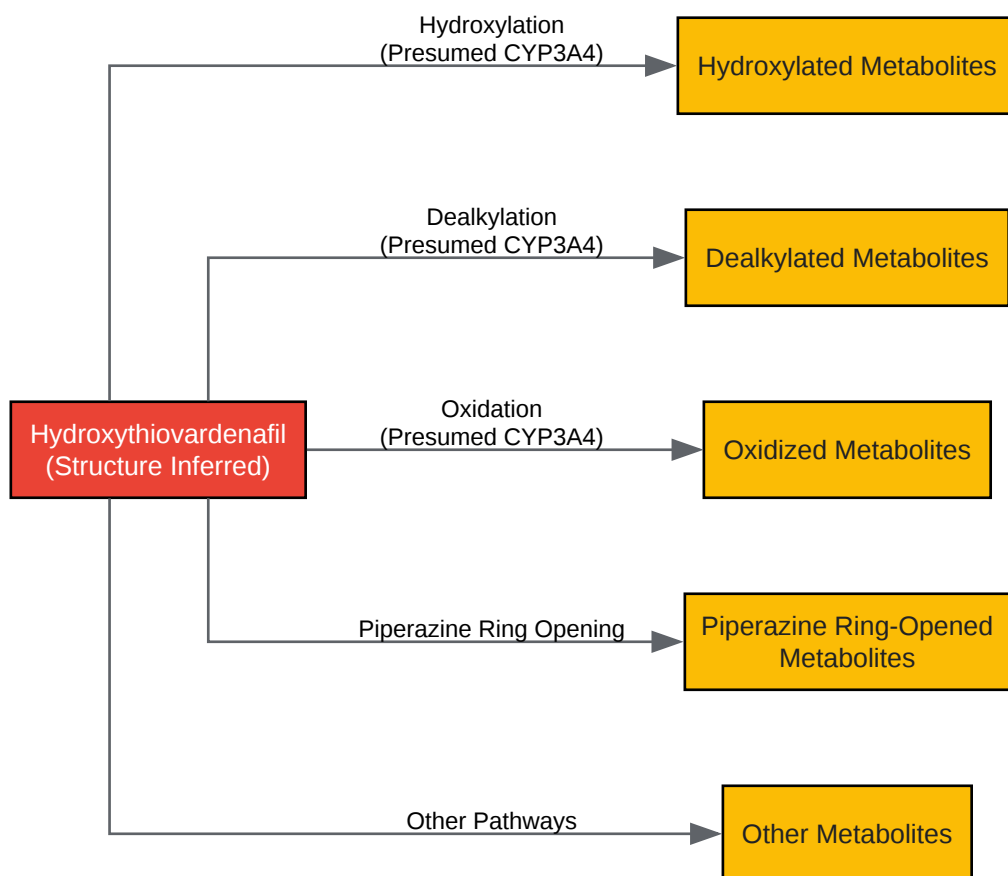 Hydroxylation
(Presumed CYP3A4)
Hydroxylated Metabolites
Dealkylation
(Presumed CYP3A4)
Dealkylated Metabolites
Hydroxythiovardenafil
(Structure Inferred)
Oxidation
(Presumed CYP3A4)
Oxidized Metabolites
Piperazine Ring Opening
Piperazine Ring-Opened
Metabolites
Other Pathways
Other Metabolites